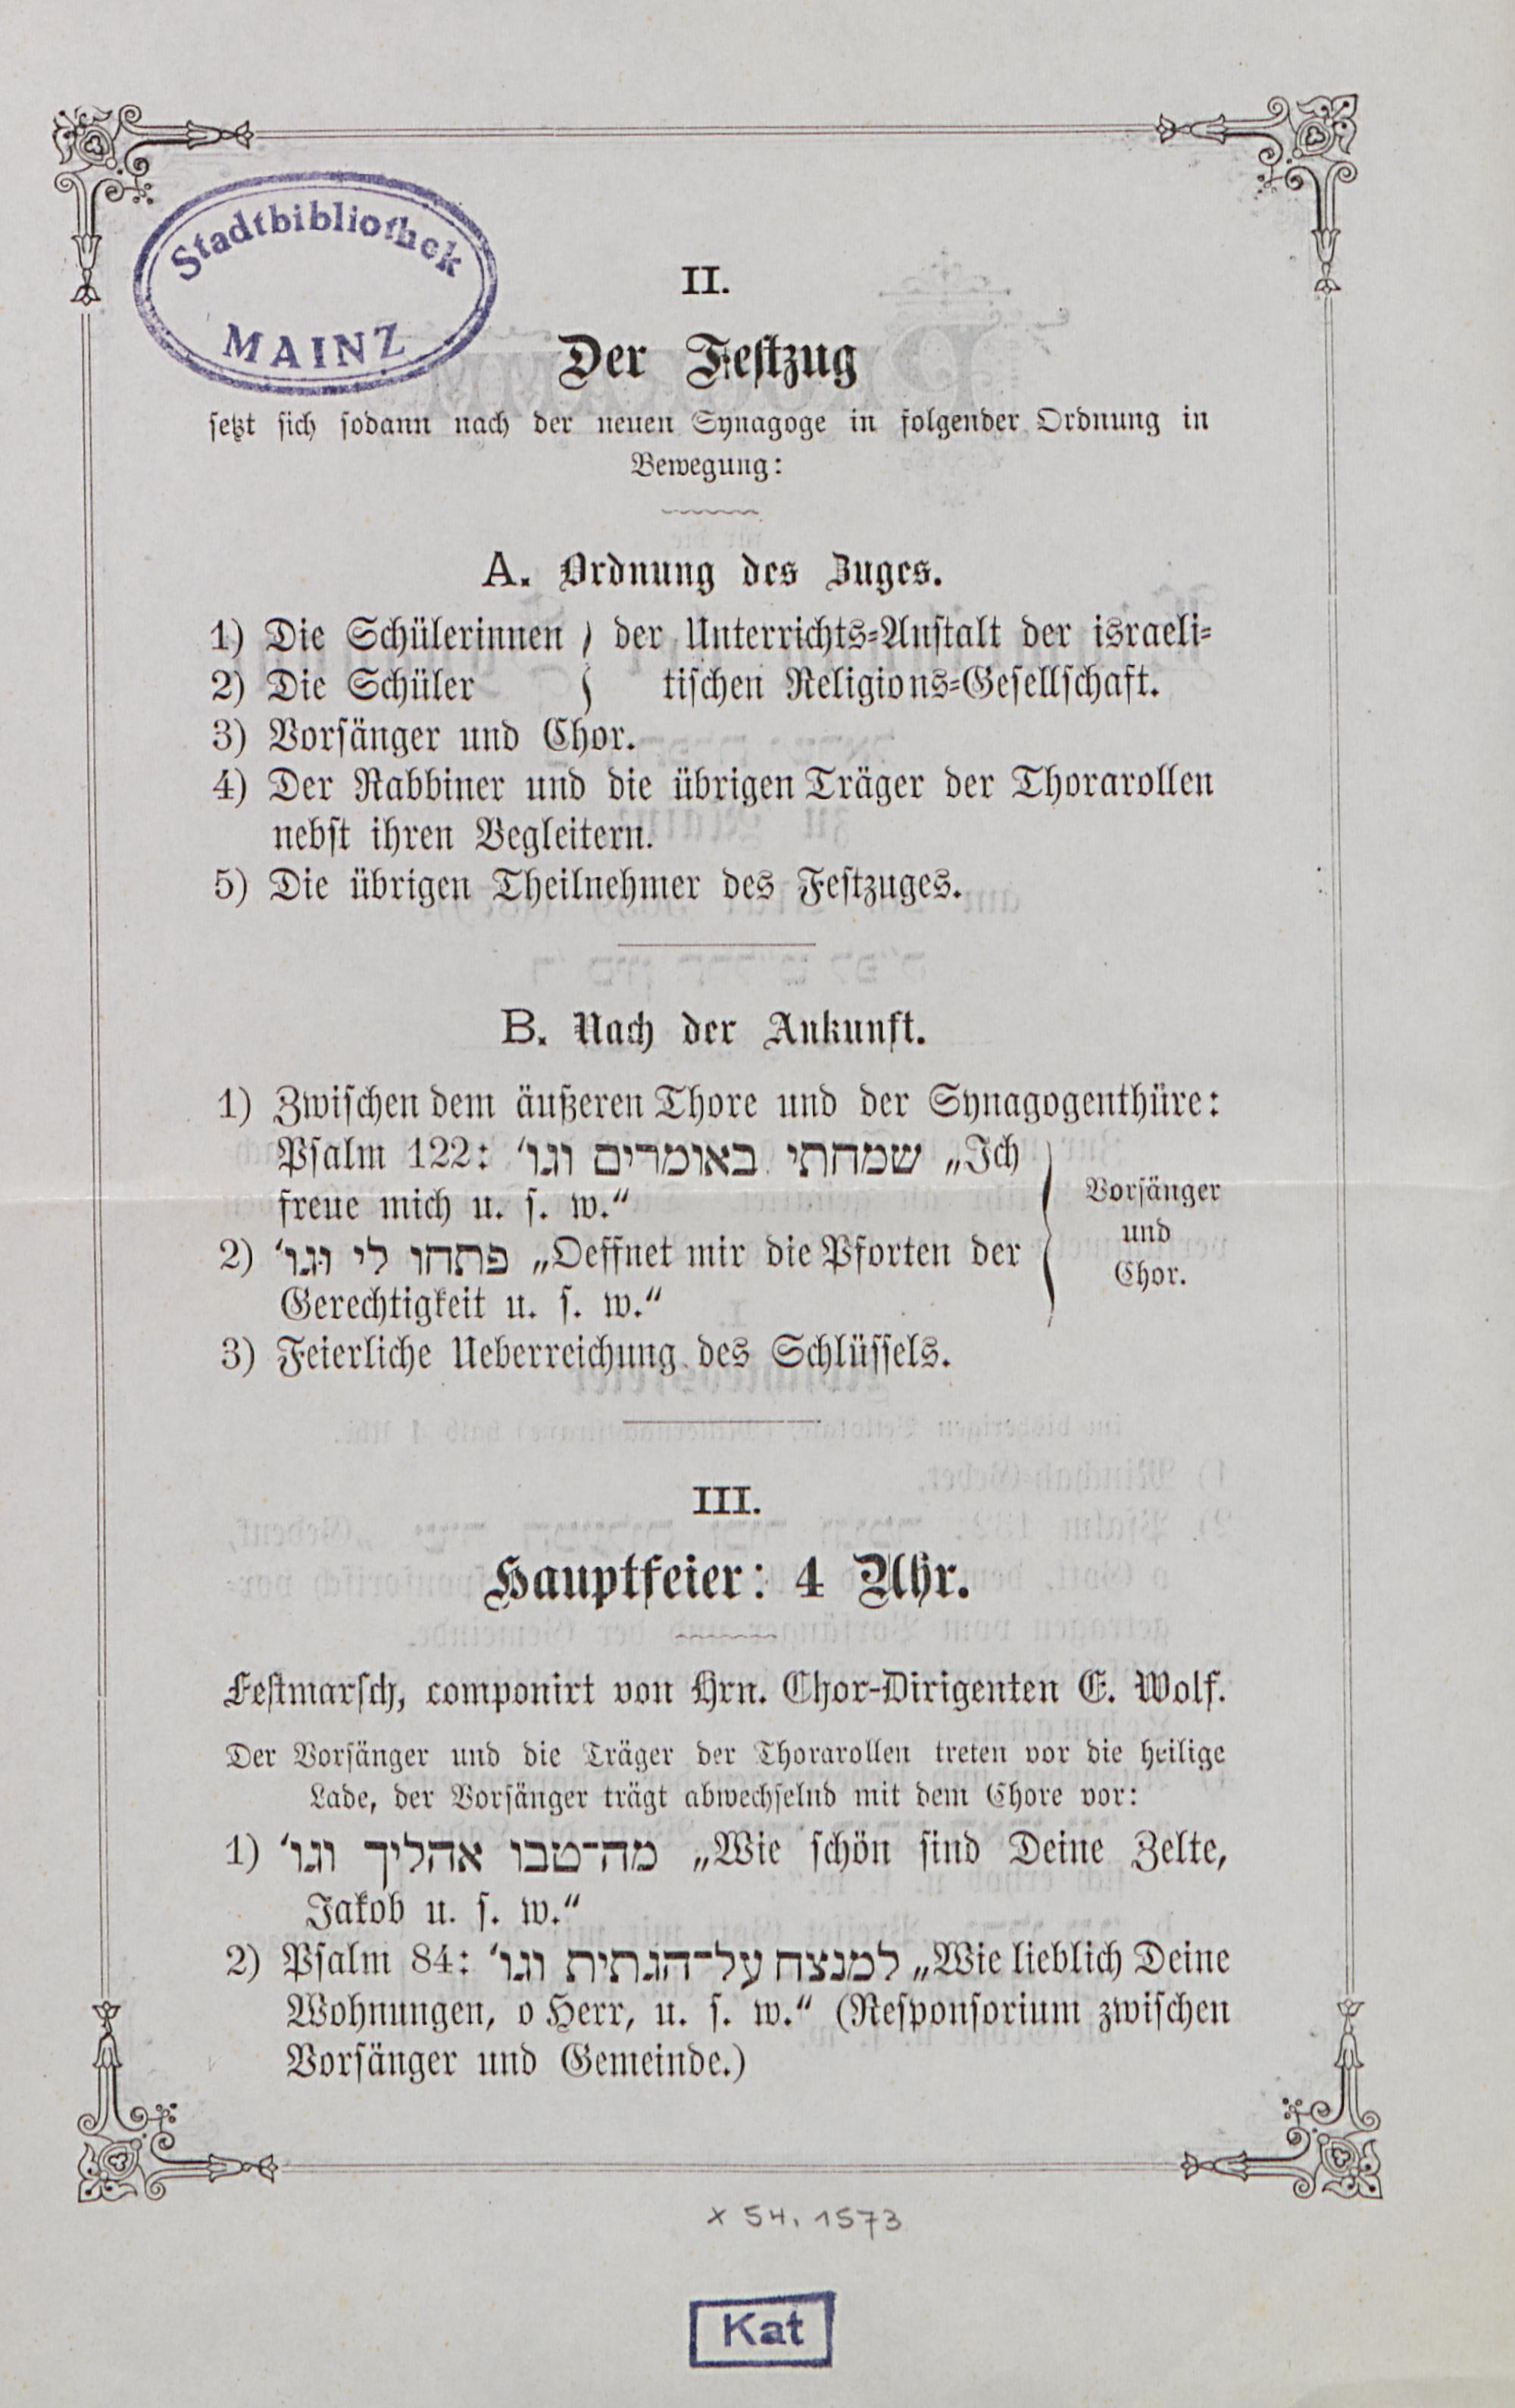 Stadtbibliothek
MAINZ
II.
Der Festzug
setzt sich sodann nach der neuen Synagoge in folgender Ordnung in
Bewegung:
A. Ordnung des Zuges.
1) Die Schülerinnen } der Unterrichts-Anstalt der israeli-
2) Die Schüler } tischen Religions-Gesellschaft.
3) Vorsänger und Chor.
4) Der Rabbiner und die übrigen Träger der Thorarollen
nebst ihren Begleitern.
5) Die übrigen Theilnehmer des Festzuges.
B. Nach der Ankunft.
1) Zwischen dem äußeren Thore und der Synagogenthüre:
Psalm 122: שמחתי באומרים וגו׳ „Ich
freue mich u. s. w.“
2) פתחו לי וגו׳ „Oeffnet mir die Pforten der
Gerechtigkeit u. s. w.“
Vorsänger
und
Chor.
3) Feierliche Ueberreichung des Schlüssels.
III.
Hauptfeier: 4 Uhr.
Festmarsch, componirt von Hrn. Chor-Dirigenten E. Wolf.
Der Vorsänger und die Träger der Thorarollen treten vor die heilige
Lade, der Vorsänger trägt abwechselnd mit dem Chore vor:
1) מה־טבו אהליך וגו׳ „Wie schön sind Deine Zelte,
Jakob u. s. w.“
2) Psalm 84: למנצח על־הגתית וגו׳ „Wie lieblich Deine
Wohnungen, o Herr, u. s. w.“ (Responsorium zwischen
Vorsänger und Gemeinde.)
x 54. 1573
Kat